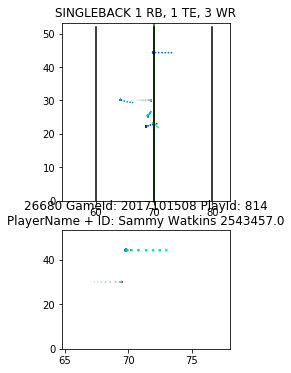 SINGLEBACK 1 RB, 1 TE, 3 WR
50
40
30
20
10
0
60 70 80
26680 GameId: 2017101508 PlayId: 814
PlayerName + ID: Sammy Watkins 2543457.0
40
20
0
65 70 75